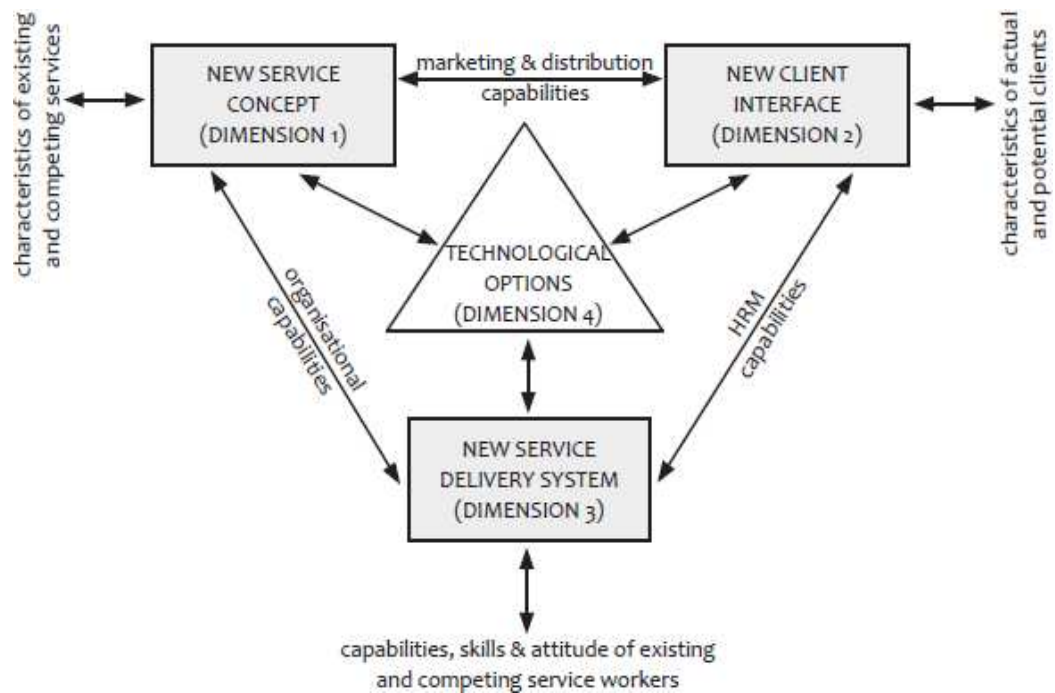 characteristics of existing
and competing services
NEW SERVICE
CONCEPT
(DIMENSION 1)
marketing & distribution
capabilities
NEW CLIENT
INTERFACE
(DIMENSION 2)
characteristics of actual
and potential clients
TECHNOLOGICAL
OPTIONS
(DIMENSION 4)
organisational
capabilities
HRM
capabilities
NEW SERVICE
DELIVERY SYSTEM
(DIMENSION 3)
capabilities, skills & attitude of existing
and competing service workers